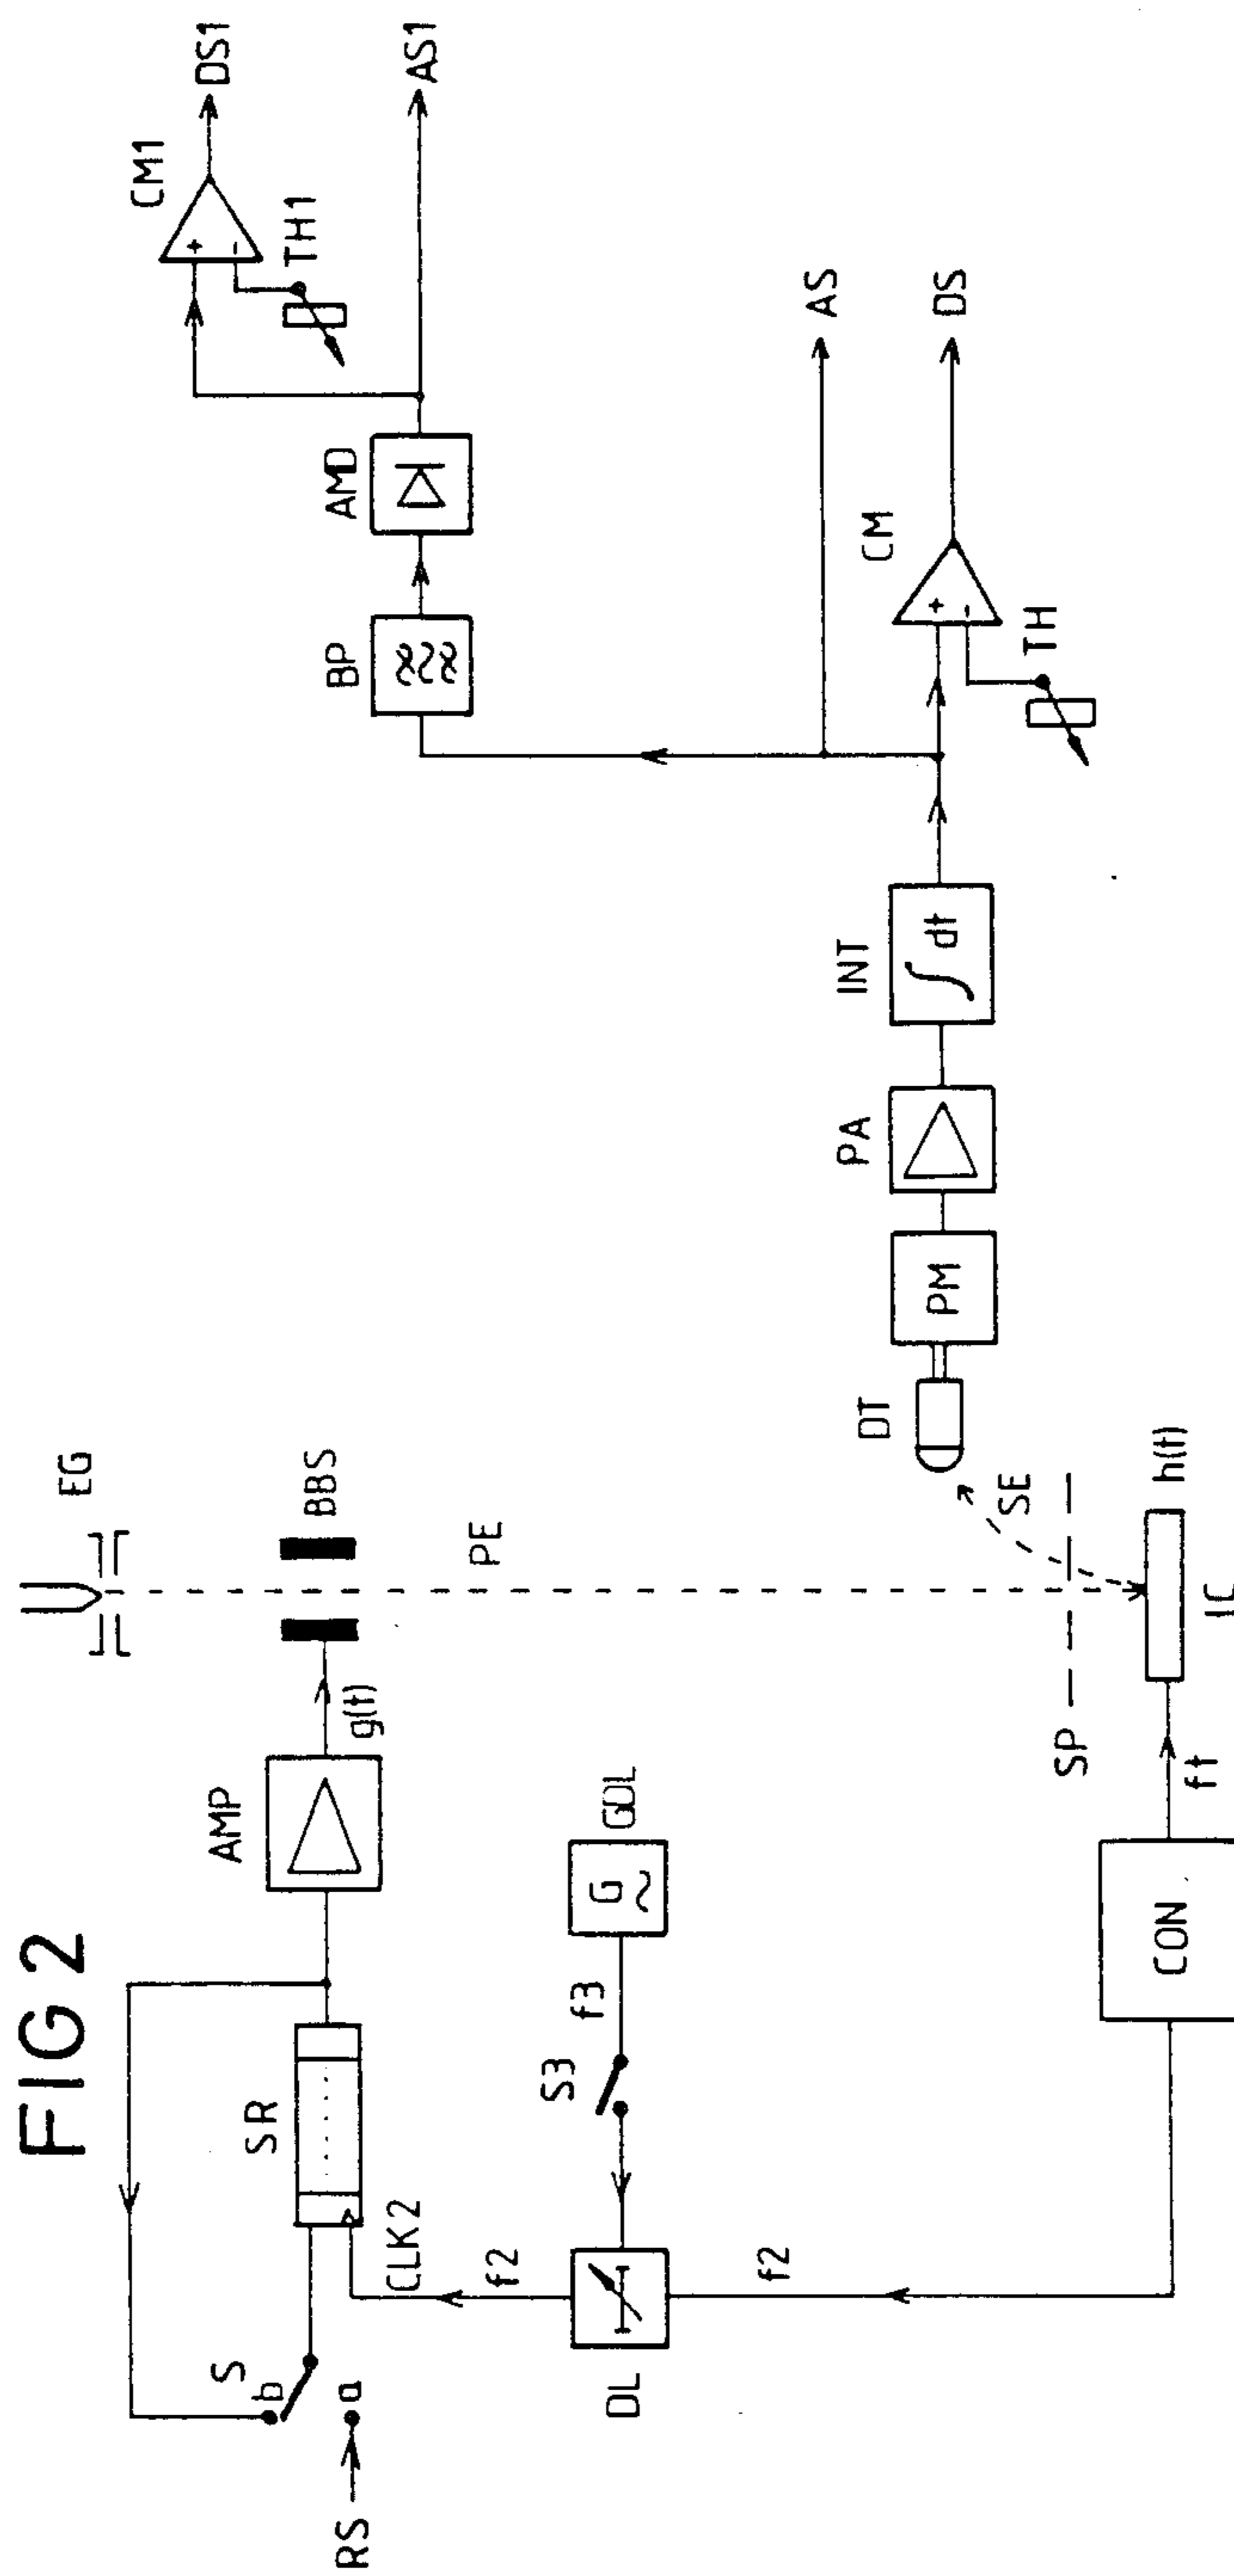 FIG 2
RS
a
b
S
SR
CLK2
f2
DL
f2
S3
f3
GDL
G
~
AMP
g(t)
EG
BBS
PE
SP
SE
CON
ft
IC
h(t)
DT
PM
PA
INT
∫ dt
AS
CM
+
-
TH
DS
BP
AMD
CM1
+
-
TH1
DS1
AS1